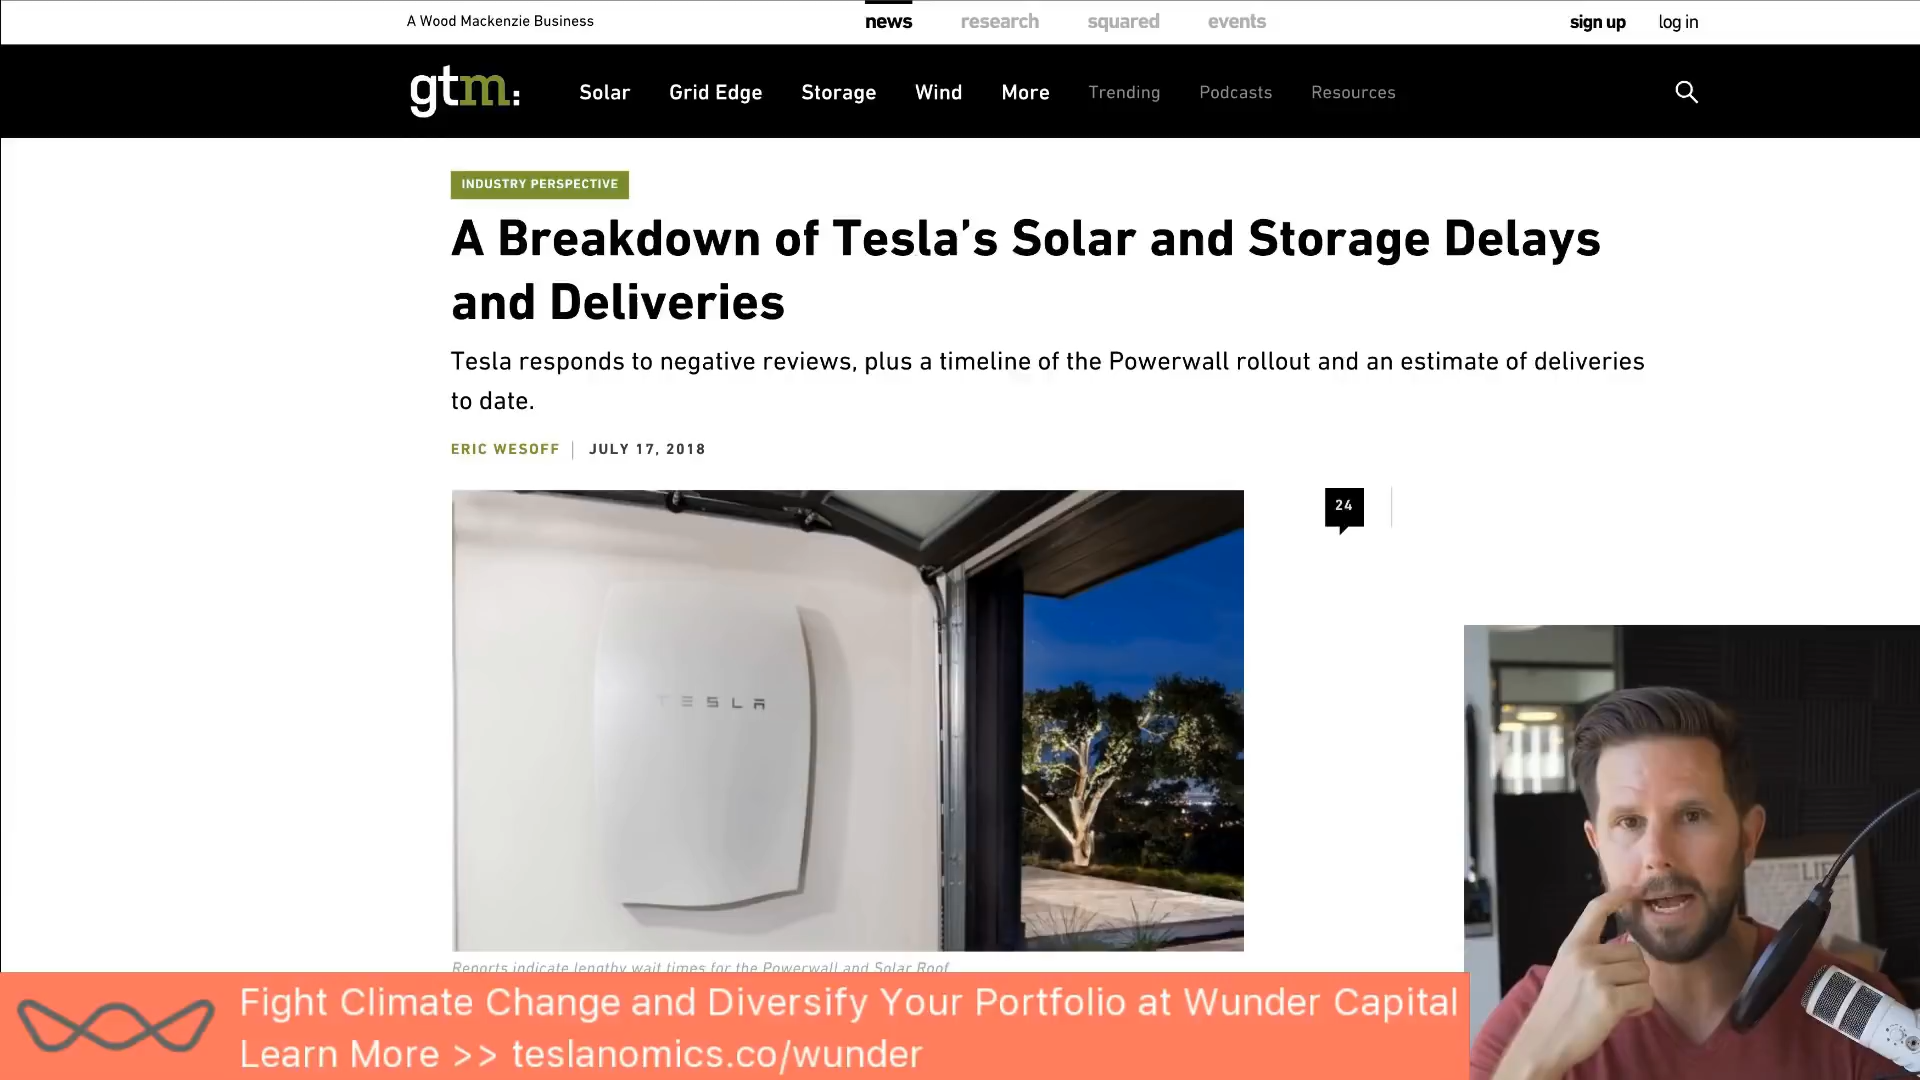 A Wood Mackenzie Business
news research squared events
sign up log in
gtm:
Solar Grid Edge Storage Wind More Trending Podcasts Resources
INDUSTRY PERSPECTIVE
A Breakdown of Tesla’s Solar and Storage Delays
and Deliveries
Tesla responds to negative reviews, plus a timeline of the Powerwall rollout and an estimate of deliveries
to date.
ERIC WESOFF | JULY 17, 2018
24
TESLA
Reports indicate lengthy wait times for the Powerwall and Solar Roof
Fight Climate Change and Diversify Your Portfolio at Wunder Capital
Learn More >> teslanomics.co/wunder